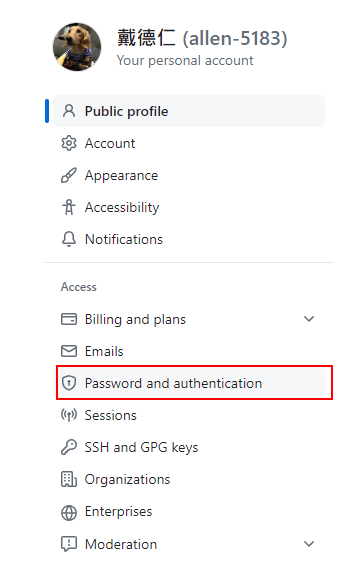 戴德仁 (allen-5183)
Your personal account
Public profile
Account
Appearance
Accessibility
Notifications
Access
Billing and plans
Emails
Password and authentication
Sessions
SSH and GPG keys
Organizations
Enterprises
Moderation